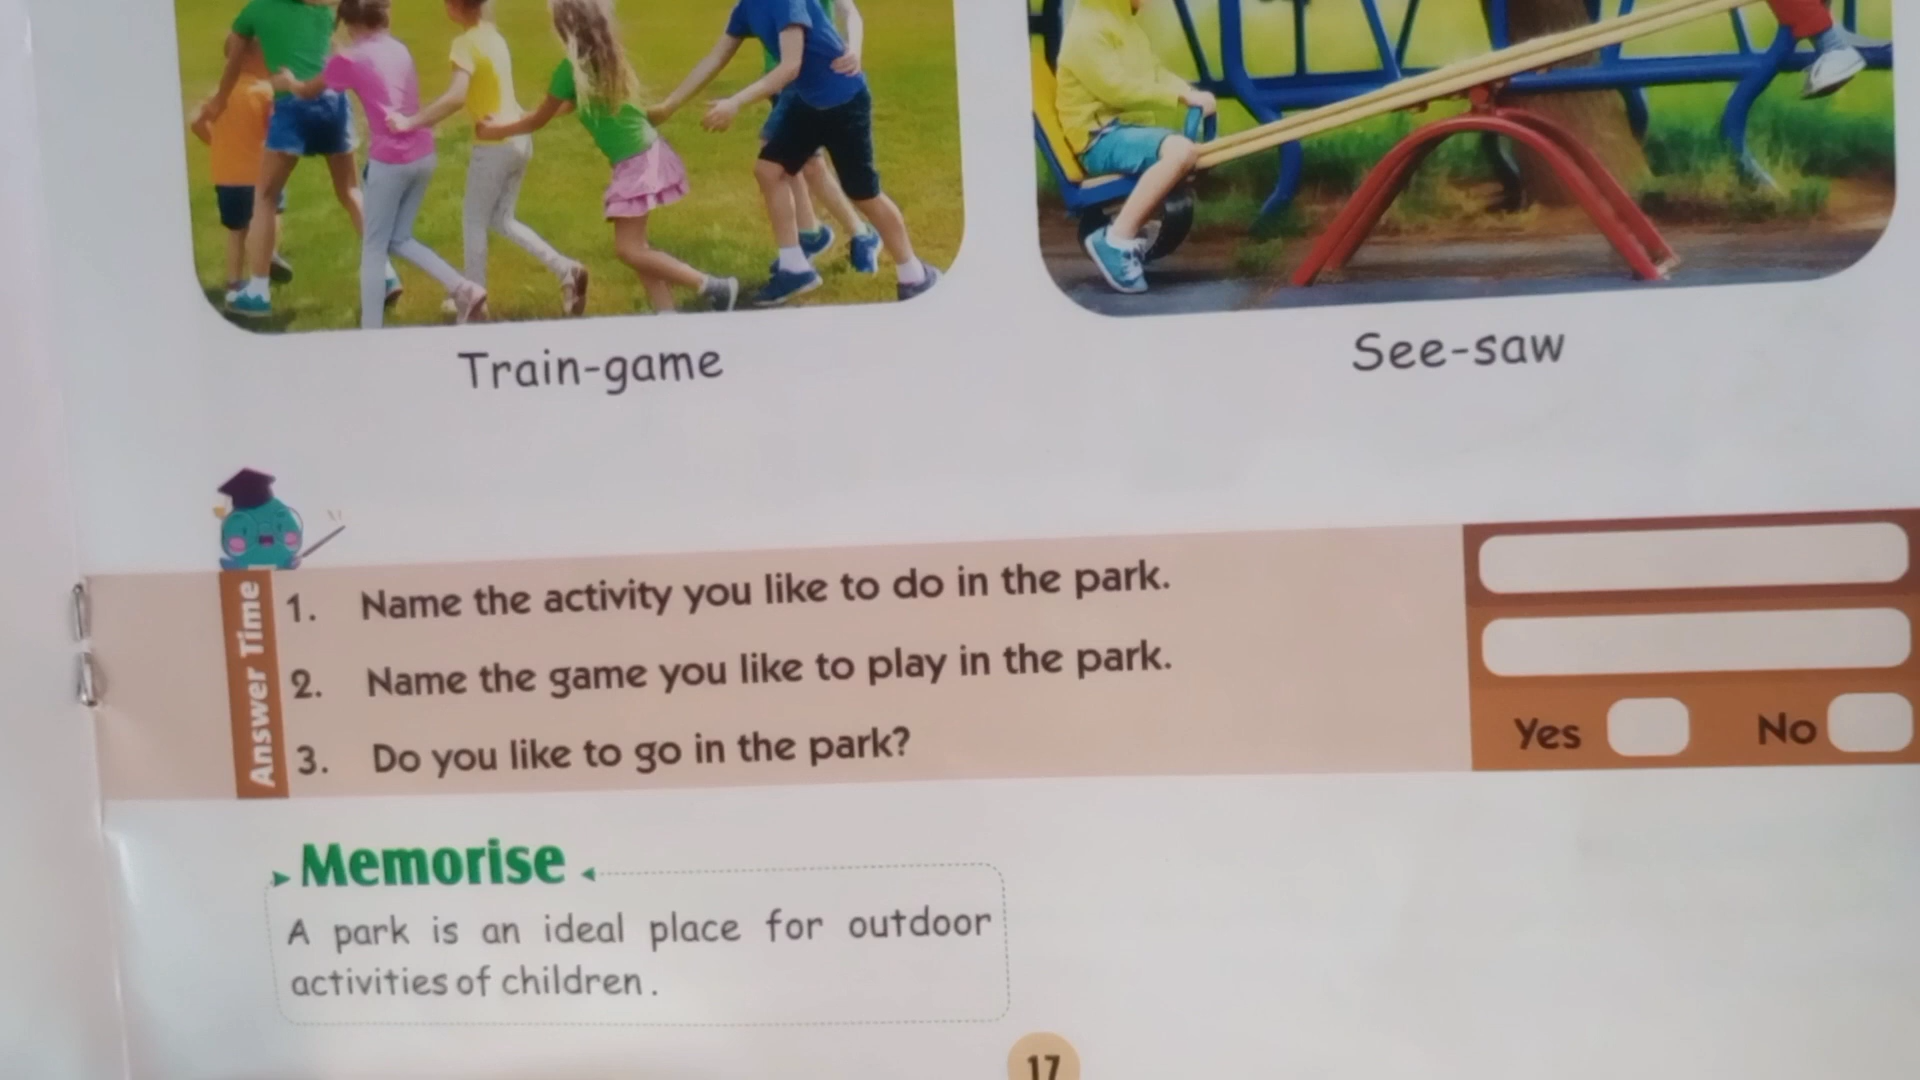 Train-game
See-saw
Answer Time
1. Name the activity you like to do in the park.
2. Name the game you like to play in the park.
3. Do you like to go in the park?
Yes No
Memorise
A park is an ideal place for outdoor
activities of children.
17